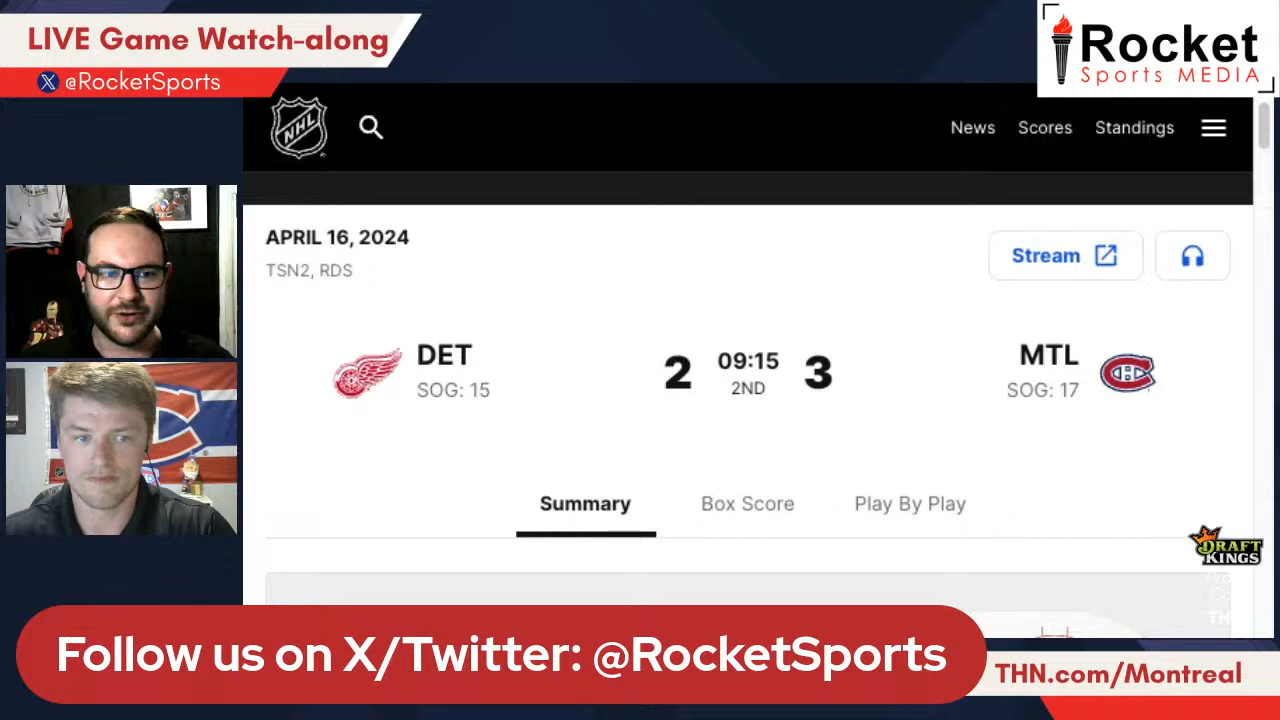 LIVE Game Watch-along
@RocketSports
Rocket
Sports MEDIA
NHL
News Scores Standings
APRIL 16, 2024
TSN2, RDS
Stream
DET
SOG: 15
2
09:15
2ND
3
MTL
SOG: 17
Summary Box Score Play By Play
DRAFT
KINGS
TH
Follow us on X/Twitter: @RocketSports
THN.com/Montreal